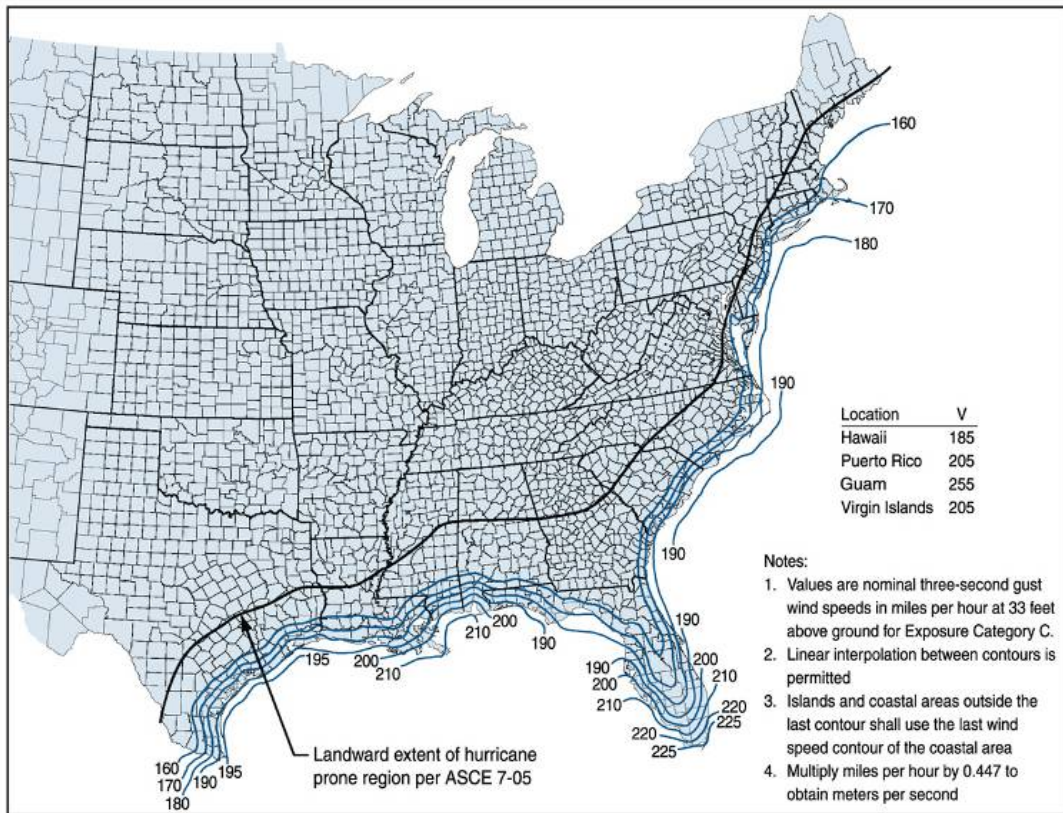 160
170
180
190
Location V
Hawaii 185
Puerto Rico 205
Guam 255
Virgin Islands 205
190
Notes:
1. Values are nominal three-second gust
wind speeds in miles per hour at 33 feet
above ground for Exposure Category C.
2. Linear interpolation between contours is
permitted
3. Islands and coastal areas outside the
last contour shall use the last wind
speed contour of the coastal area
4. Multiply miles per hour by 0.447 to
obtain meters per second
190
210
200
190
195
200
210
190
200
210
220
225
200
210
220
225
Landward extent of hurricane
prone region per ASCE 7-05
160
170
180
190
195